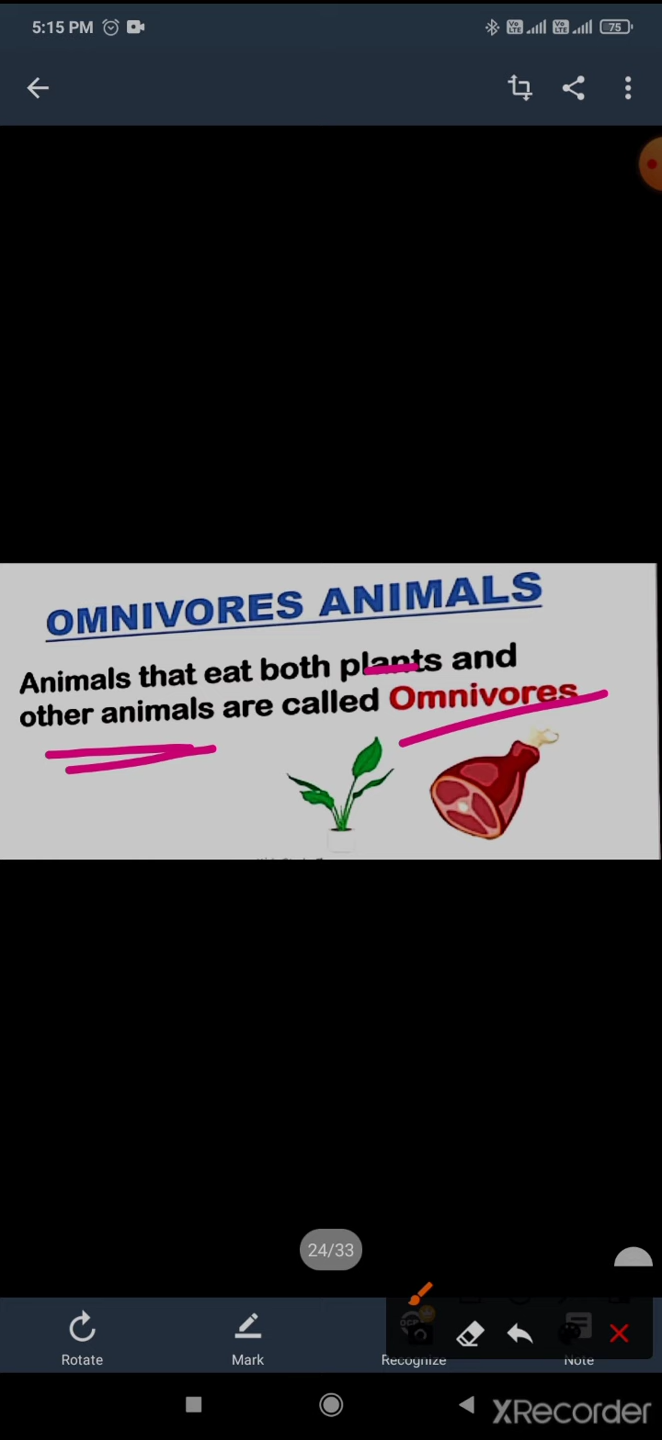 5:15 PM
75
OMNIVORES ANIMALS
Animals that eat both plants and
other animals are called Omnivores
24/33
Rotate
Mark
Recognize
Note
XRecorder